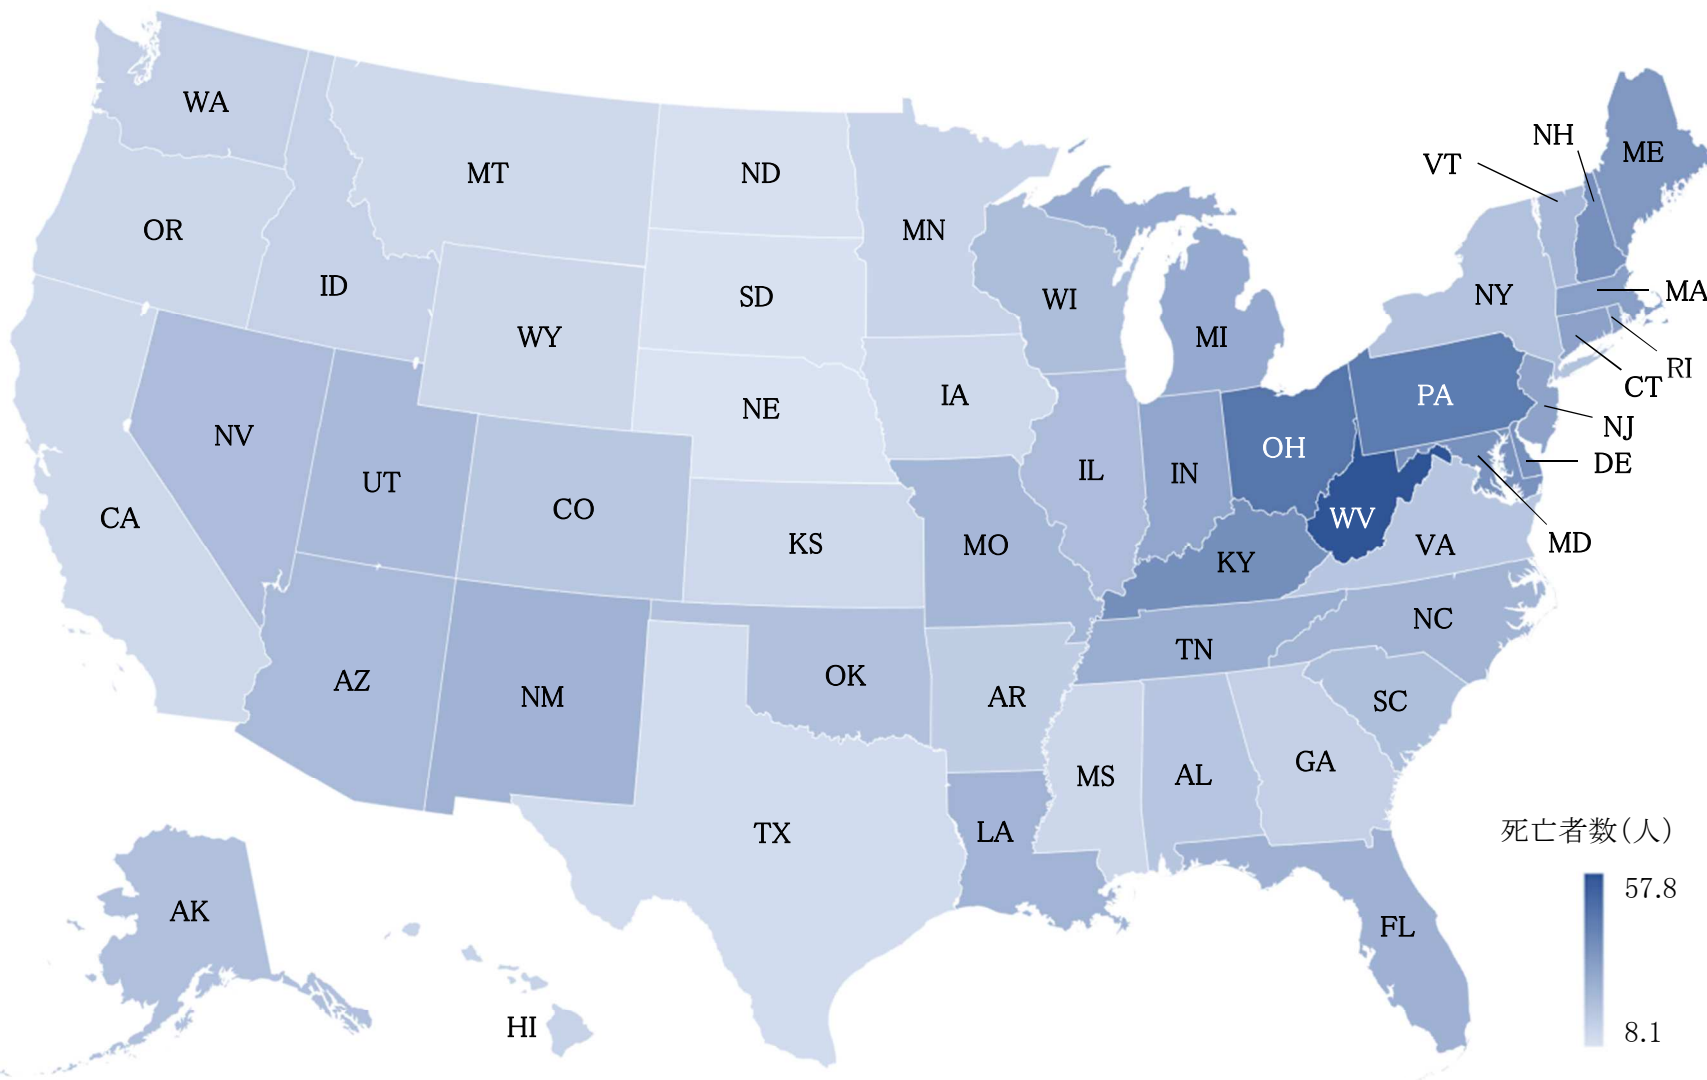 WA
MT
ND
OR
ID
MN
SD
WY
WI
MI
VT
NH
ME
NY
MA
RI
CT
PA
NJ
DE
MD
NE
IA
NV
UT
CO
CA
KS
MO
IL
IN
OH
WV
KY
VA
NC
TN
AZ
NM
OK
AR
SC
MS
AL
GA
TX
LA
FL
AK
HI
死亡者数(人)
57.8
8.1